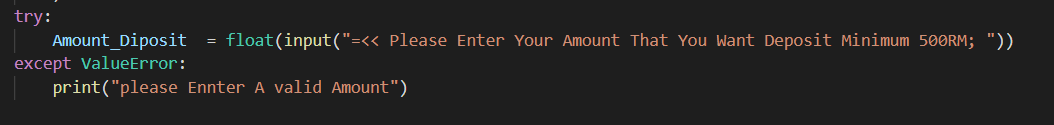 try:
Amount_Diposit = float(input("=<< Please Enter Your Amount That You Want Deposit Minimum 500RM; "))
except ValueError:
print("please Ennter A valid Amount")